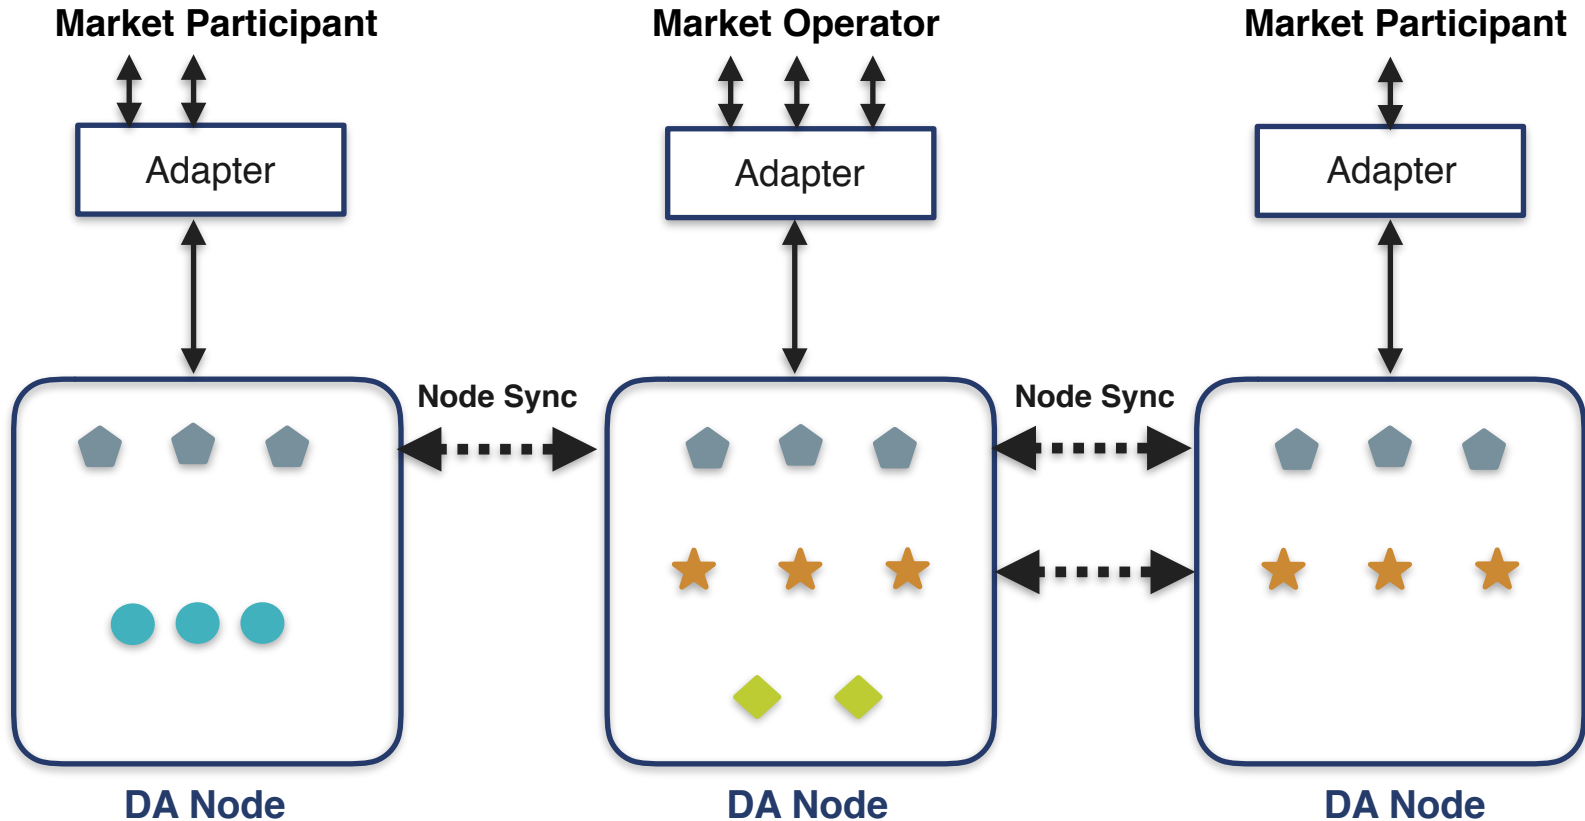 Market Participant
Market Operator
Market Participant
Adapter
Adapter
Adapter
Node Sync
Node Sync
DA Node
DA Node
DA Node